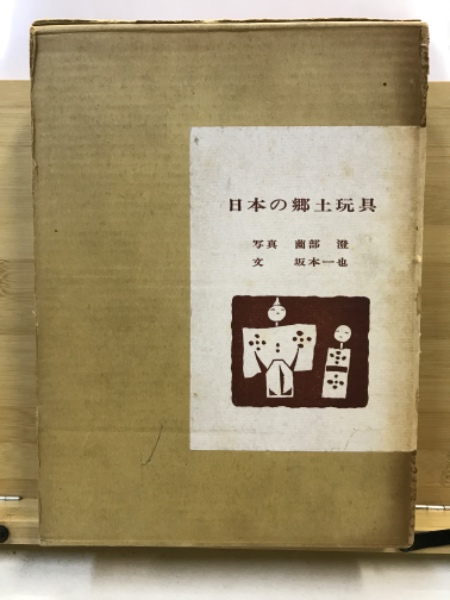 日本の郷土玩具
写真 薗部 澄
文 坂本一也